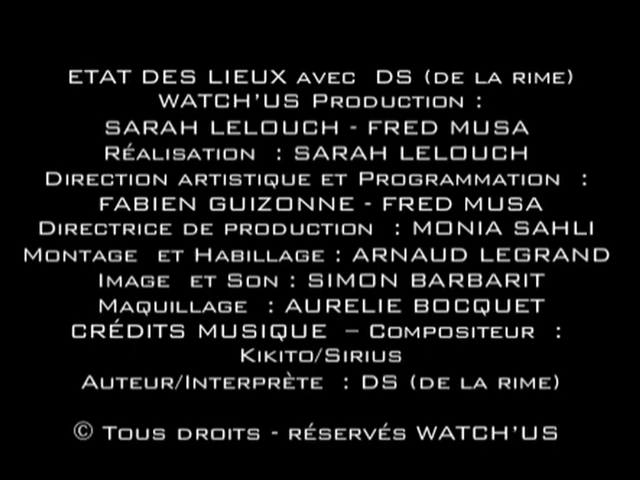 ETAT DES LIEUX AVEC DS (DE LA RIME)
WATCH'US PRODUCTION :
SARAH LELOUCH - FRED MUSA
RÉALISATION : SARAH LELOUCH
DIRECTION ARTISTIQUE ET PROGRAMMATION :
FABIEN GUIZONNE - FRED MUSA
DIRECTRICE DE PRODUCTION : MONIA SAHLI
MONTAGE ET HABILLAGE : ARNAUD LEGRAND
IMAGE ET SON : SIMON BARBARIT
MAQUILLAGE : AURELIE BOCQUET
CRÉDITS MUSIQUE – COMPOSITEUR :
KIKITO/SIRIUS
AUTEUR/INTERPRÈTE : DS (DE LA RIME)
© TOUS DROITS - RÉSERVÉS WATCH'US